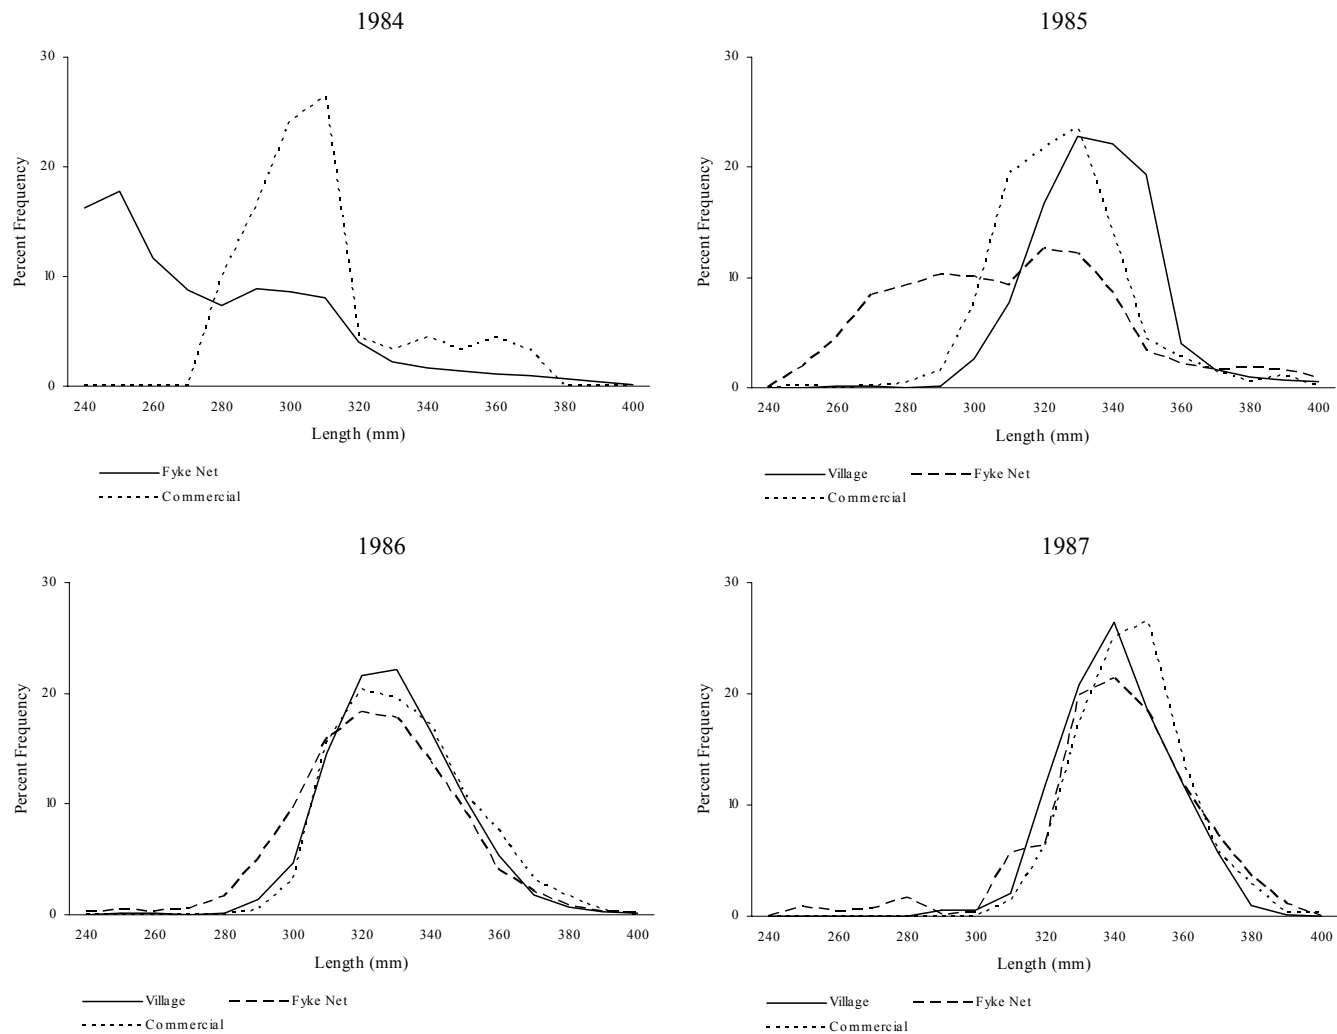 1984
30
20
10
0
Percent Frequency
240 260 280 300 320 340 360 380 400
Length (mm)
Fyke Net
Commercial
1985
30
20
10
0
Percent Frequency
240 260 280 300 320 340 360 380 400
Length (mm)
Village Fyke Net
Commercial
1986
30
20
10
0
Percent Frequency
240 260 280 300 320 340 360 380 400
Length (mm)
Village Fyke Net
Commercial
1987
30
20
10
0
Percent Frequency
240 260 280 300 320 340 360 380 400
Length (mm)
Village Fyke Net
Commercial